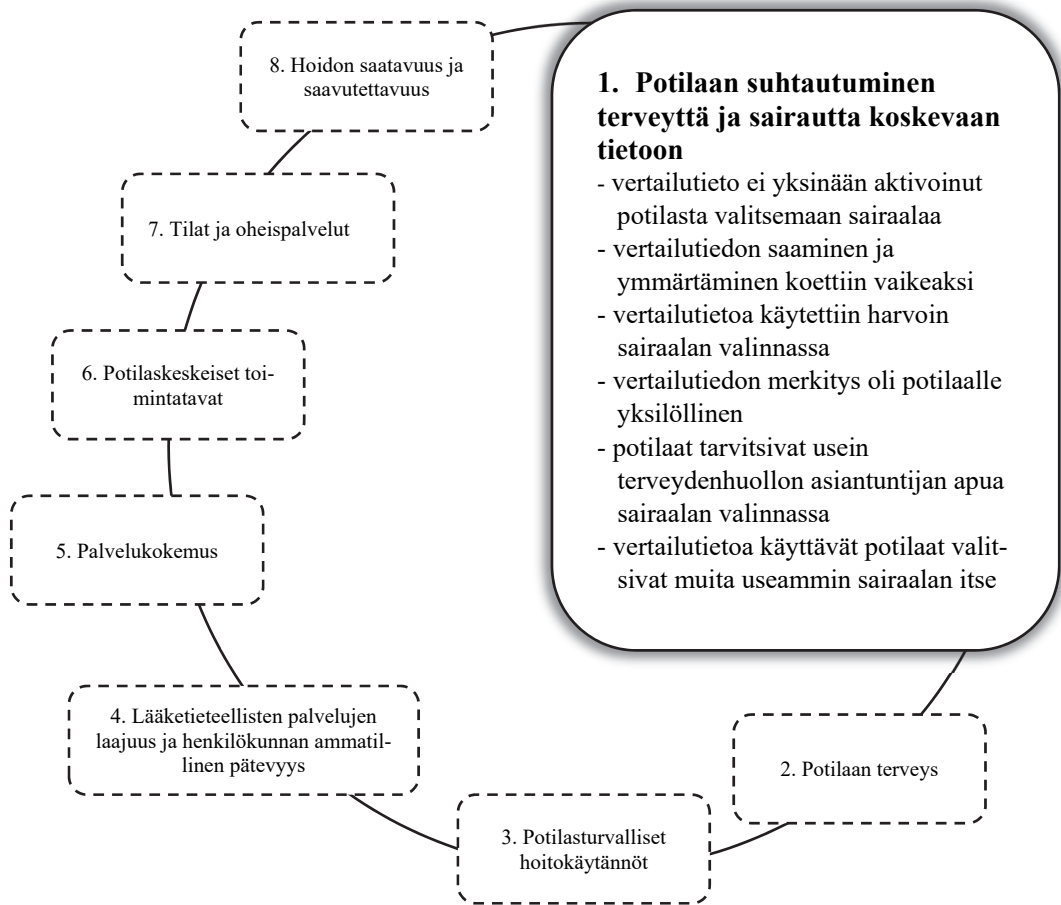 8. Hoidon saatavuus ja
saavutettavuus
1. Potilaan suhtautuminen
terveyttä ja sairautta koskevaan
tietoon
- vertailutieto ei yksinään aktivoinut
potilasta valitsemaan sairaalaa
- vertailutiedon saaminen ja
ymmärtäminen koettiin vaikeaksi
- vertailutietoa käytettiin harvoin
sairaalan valinnassa
- vertailutiedon merkitys oli potilaalle
yksilöllinen
- potilaat tarvitsivat usein
terveydenhuollon asiantuntijan apua
sairaalan valinnassa
- vertailutietoa käyttävät potilaat valit-
sivat muita useammin sairaalan itse
2. Potilaan terveys
3. Potilasturvalliset
hoitokäytännöt
4. Lääketieteellisten palvelujen
laajuus ja henkilökunnan ammatil-
linen pätevyys
5. Palvelukokemus
6. Potilaskeskeiset toi-
mintatavat
7. Tilat ja oheispalvelut